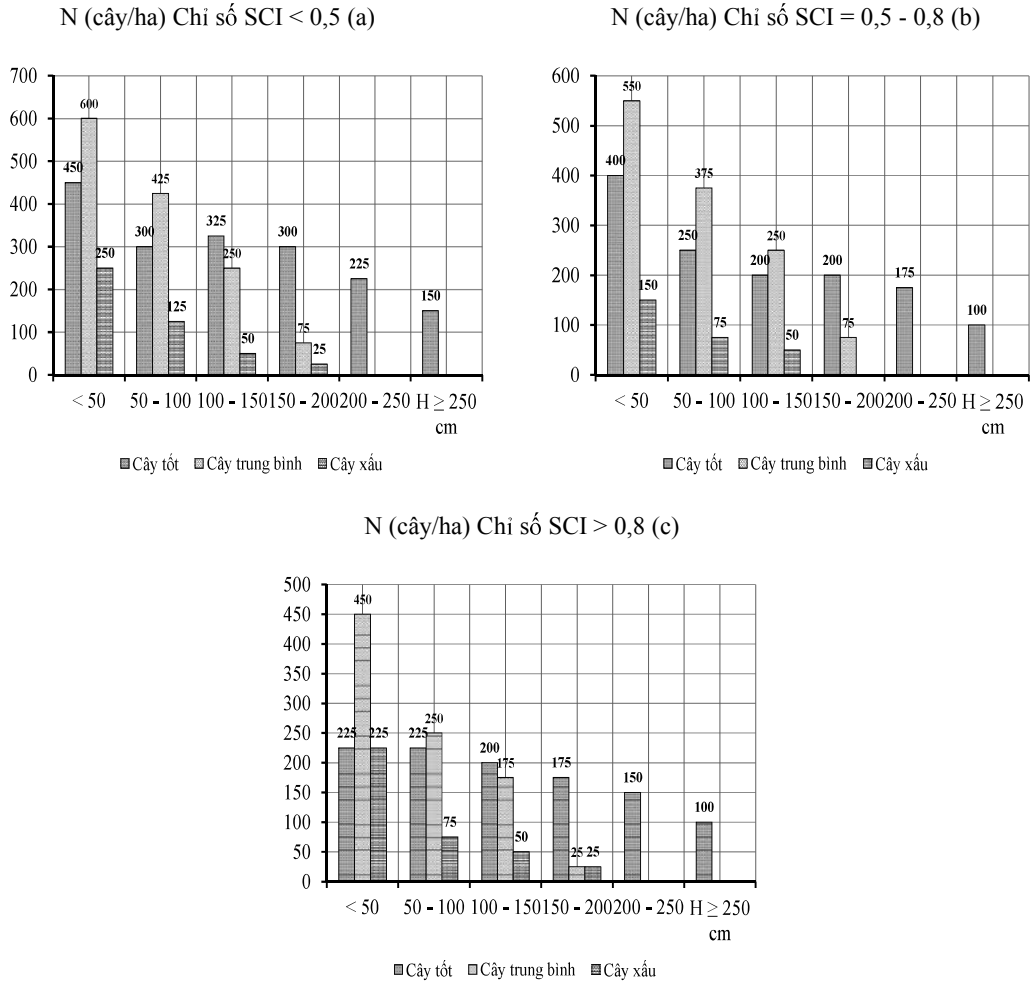 N (cây/ha) Chỉ số SCI < 0,5 (a)
700
600
500
400
300
200
100
0
450
600
250
300
425
125
325
250
50
300
75
25
225
150
< 50
50 - 100
100 - 150
150 - 200
200 - 250
H ≥ 250
cm
Cây tốt
Cây trung bình
Cây xấu
N (cây/ha) Chỉ số SCI = 0,5 - 0,8 (b)
600
500
400
300
200
100
0
400
550
150
250
375
75
200
250
50
200
75
175
100
< 50
50 - 100
100 - 150
150 - 200
200 - 250
H ≥ 250
cm
Cây tốt
Cây trung bình
Cây xấu
N (cây/ha) Chỉ số SCI > 0,8 (c)
500
450
400
350
300
250
200
150
100
50
0
225
450
225
225
250
75
200
175
50
175
25
25
150
100
< 50
50 - 100
100 - 150
150 - 200
200 - 250
H ≥ 250
cm
Cây tốt
Cây trung bình
Cây xấu